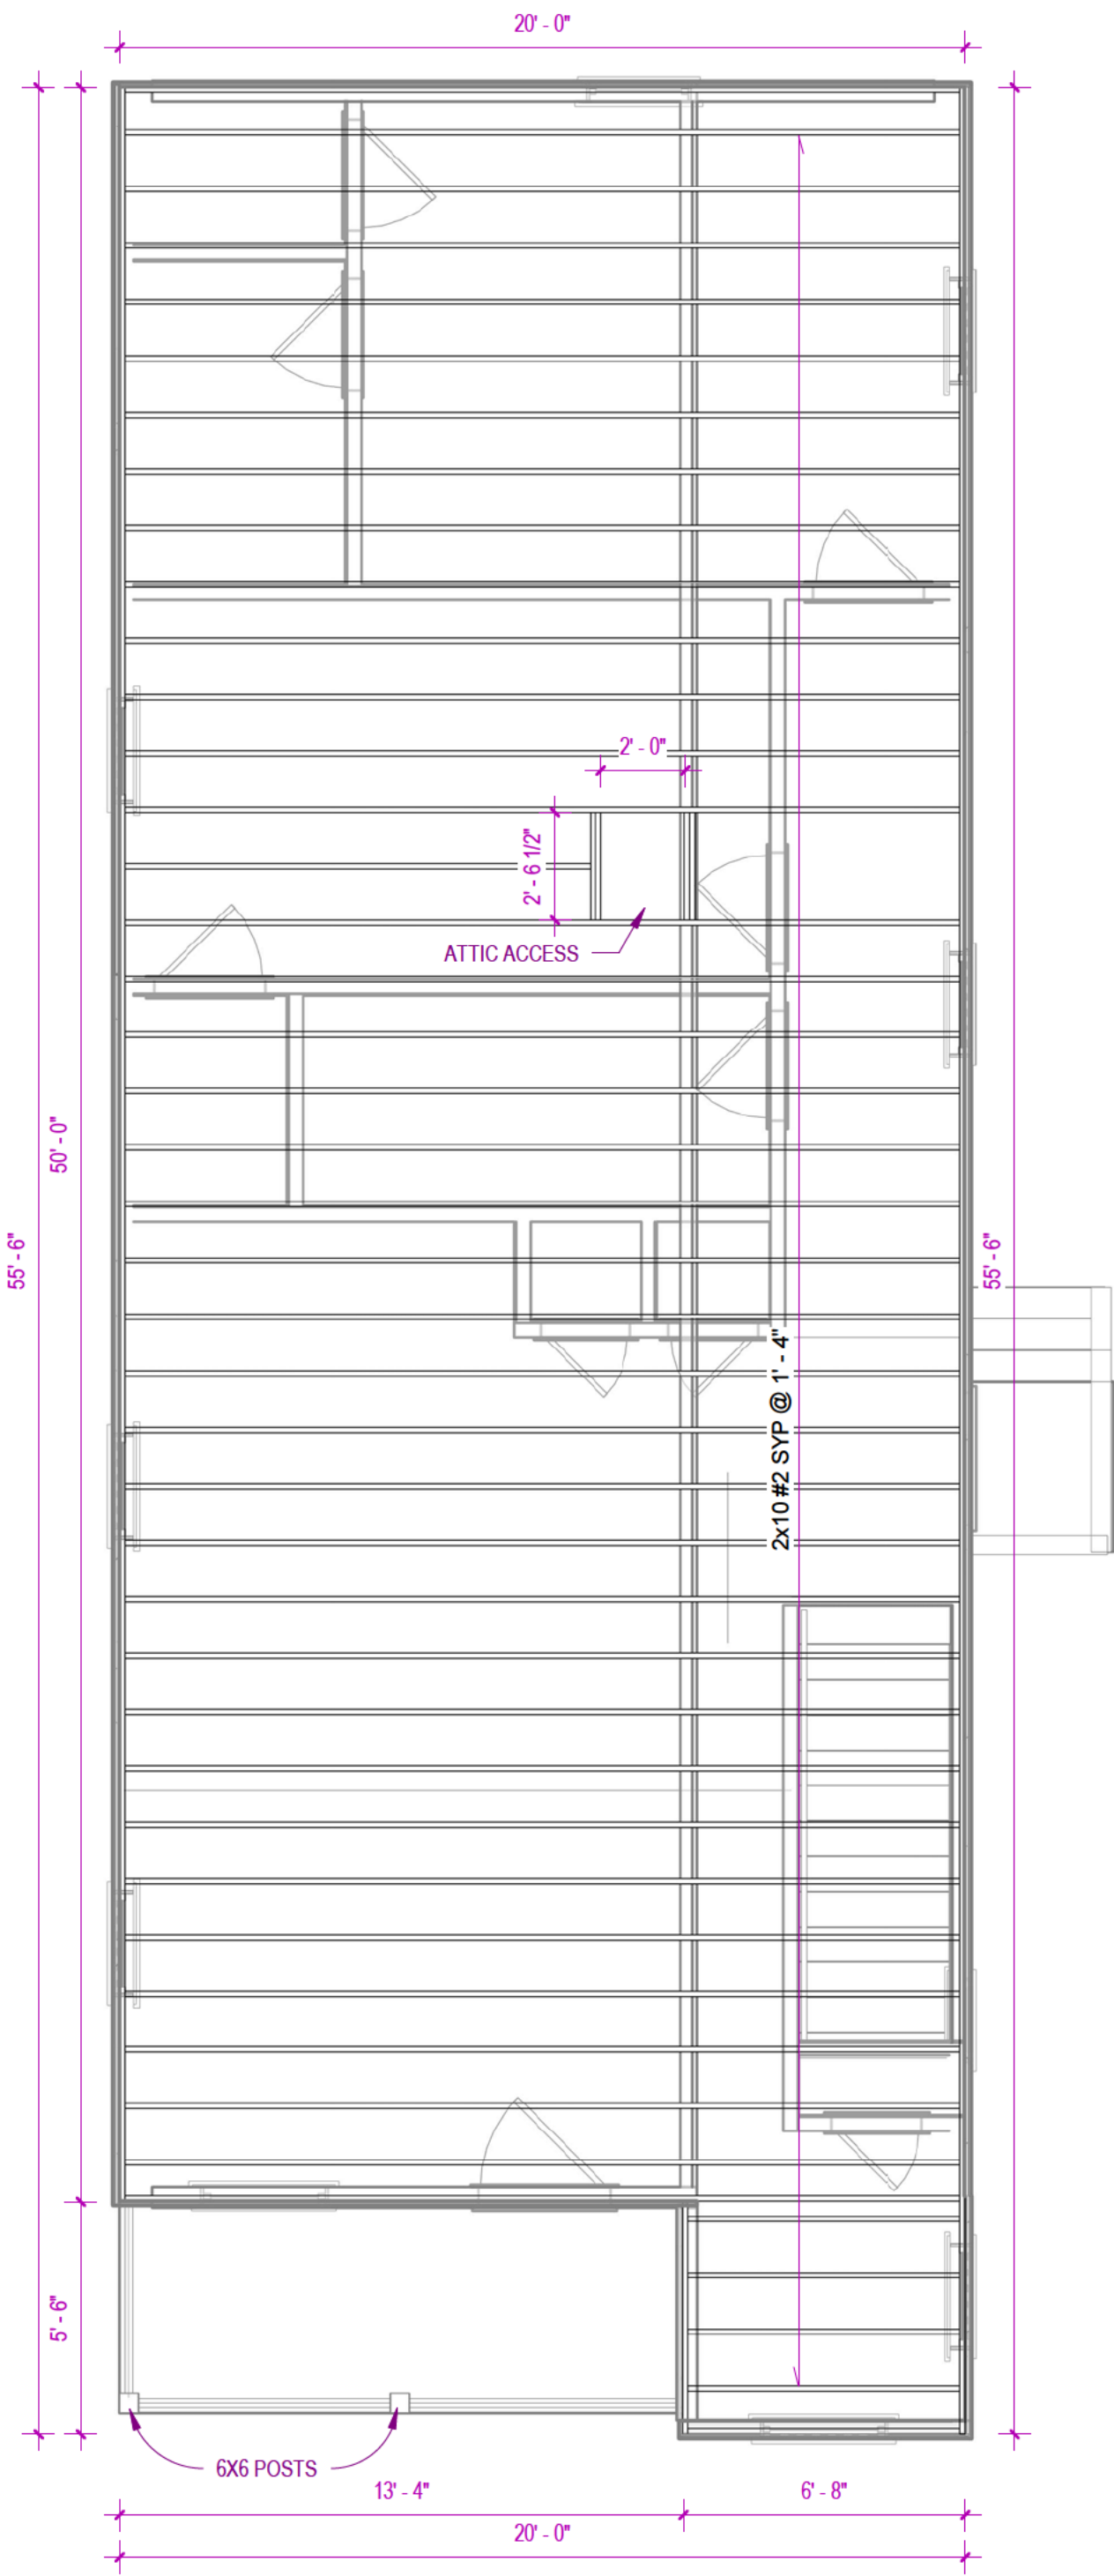 20' - 0"
2' - 0"
2' - 6 1/2"
ATTIC ACCESS
50' - 0"
55' - 6"
55' - 6"
2x10 #2 SYP @ 1' - 4"
5' - 6"
6X6 POSTS
13' - 4"
6' - 8"
20' - 0"